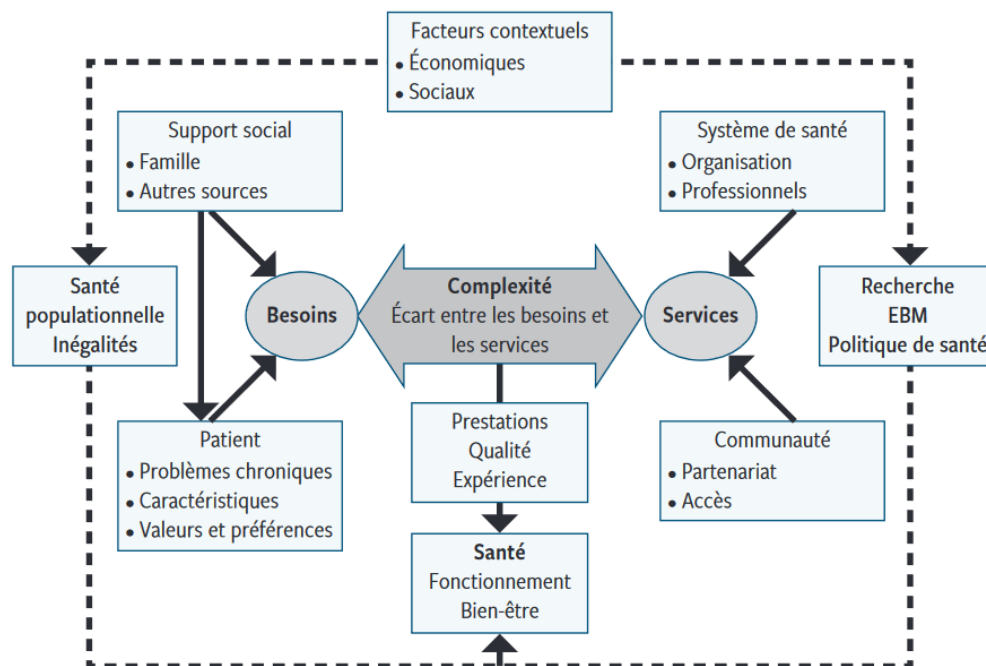 Facteurs contextuels
• Économiques
• Sociaux
Support social
• Famille
• Autres sources
Système de santé
• Organisation
• Professionnels
Santé
populationnelle
Inégalités
Besoins
Complexité
Écart entre les besoins et
les services
Services
Recherche
EBM
Politique de santé
Patient
• Problèmes chroniques
• Caractéristiques
• Valeurs et préférences
Prestations
Qualité
Expérience
Communauté
• Partenariat
• Accès
Santé
Fonctionnement
Bien-être